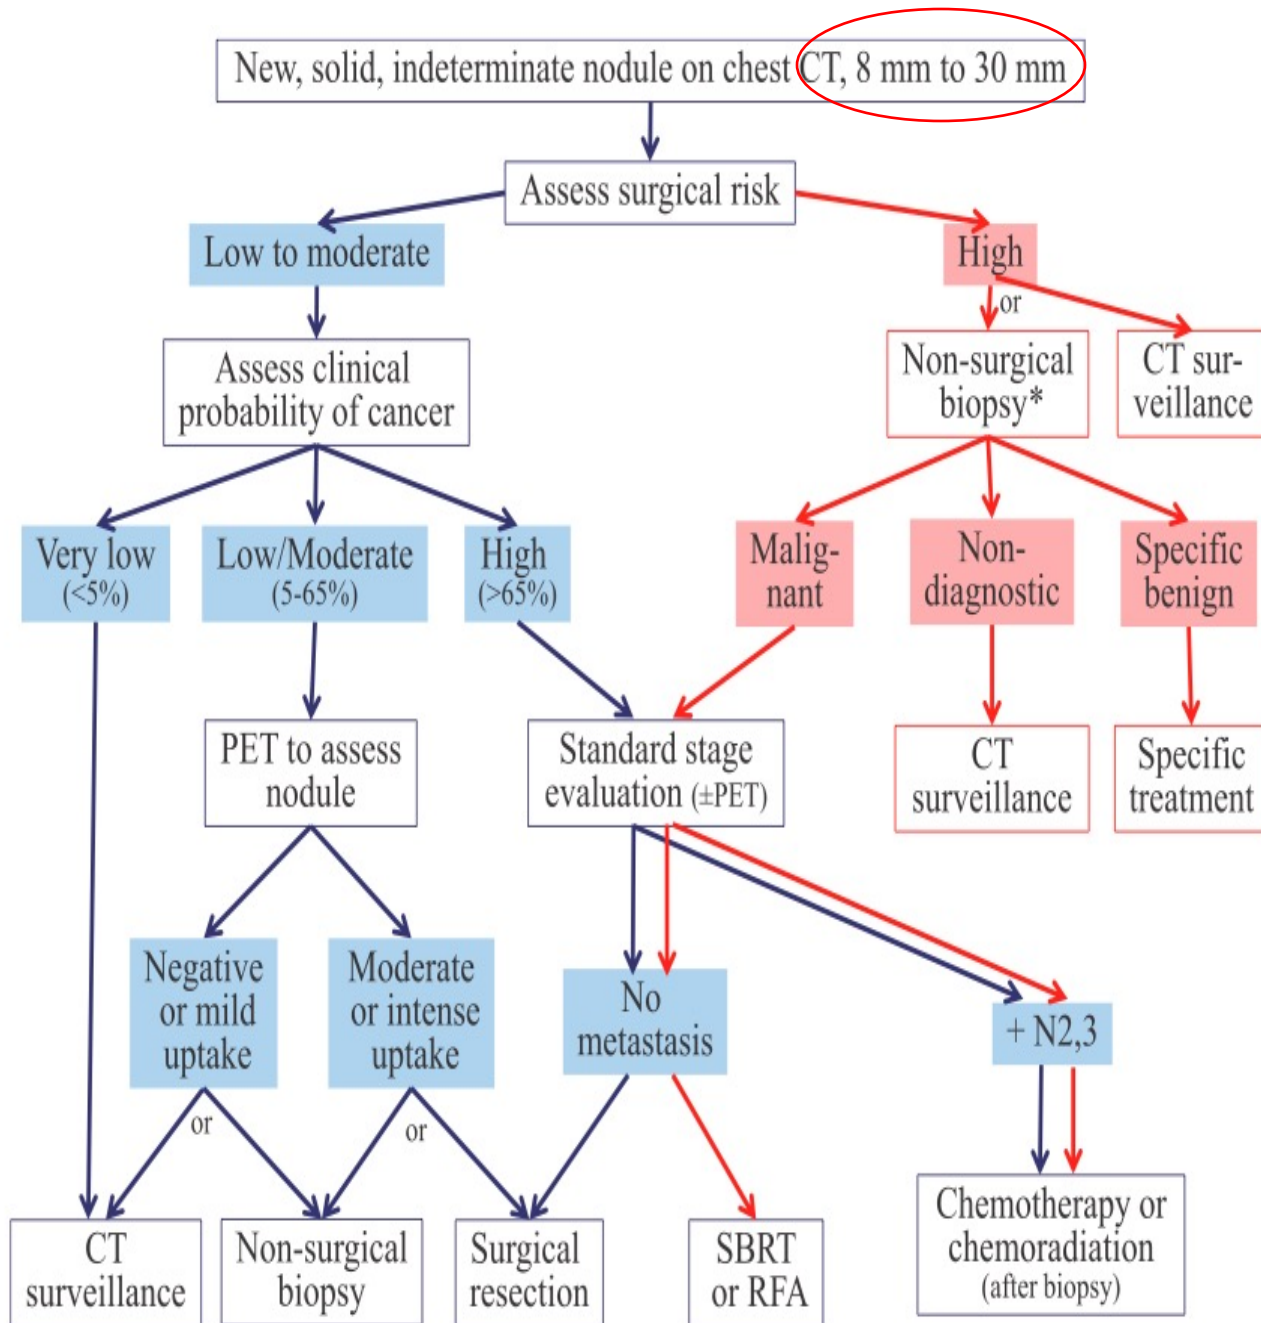 New, solid, indeterminate nodule on chest CT, 8 mm to 30 mm
Assess surgical risk
Low to moderate
High
or
Assess clinical
probability of cancer
Non-surgical
biopsy*
CT sur-
veillance
Very low
(<5%)
Low/Moderate
(5-65%)
High
(>65%)
Malig-
nant
Non-
diagnostic
Specific
benign
PET to assess
nodule
Standard stage
evaluation (±PET)
CT
surveillance
Specific
treatment
Negative
or mild
uptake
Moderate
or intense
uptake
No
metastasis
+ N2,3
or
or
CT
surveillance
Non-surgical
biopsy
Surgical
resection
SBRT
or RFA
Chemotherapy or
chemoradiation
(after biopsy)